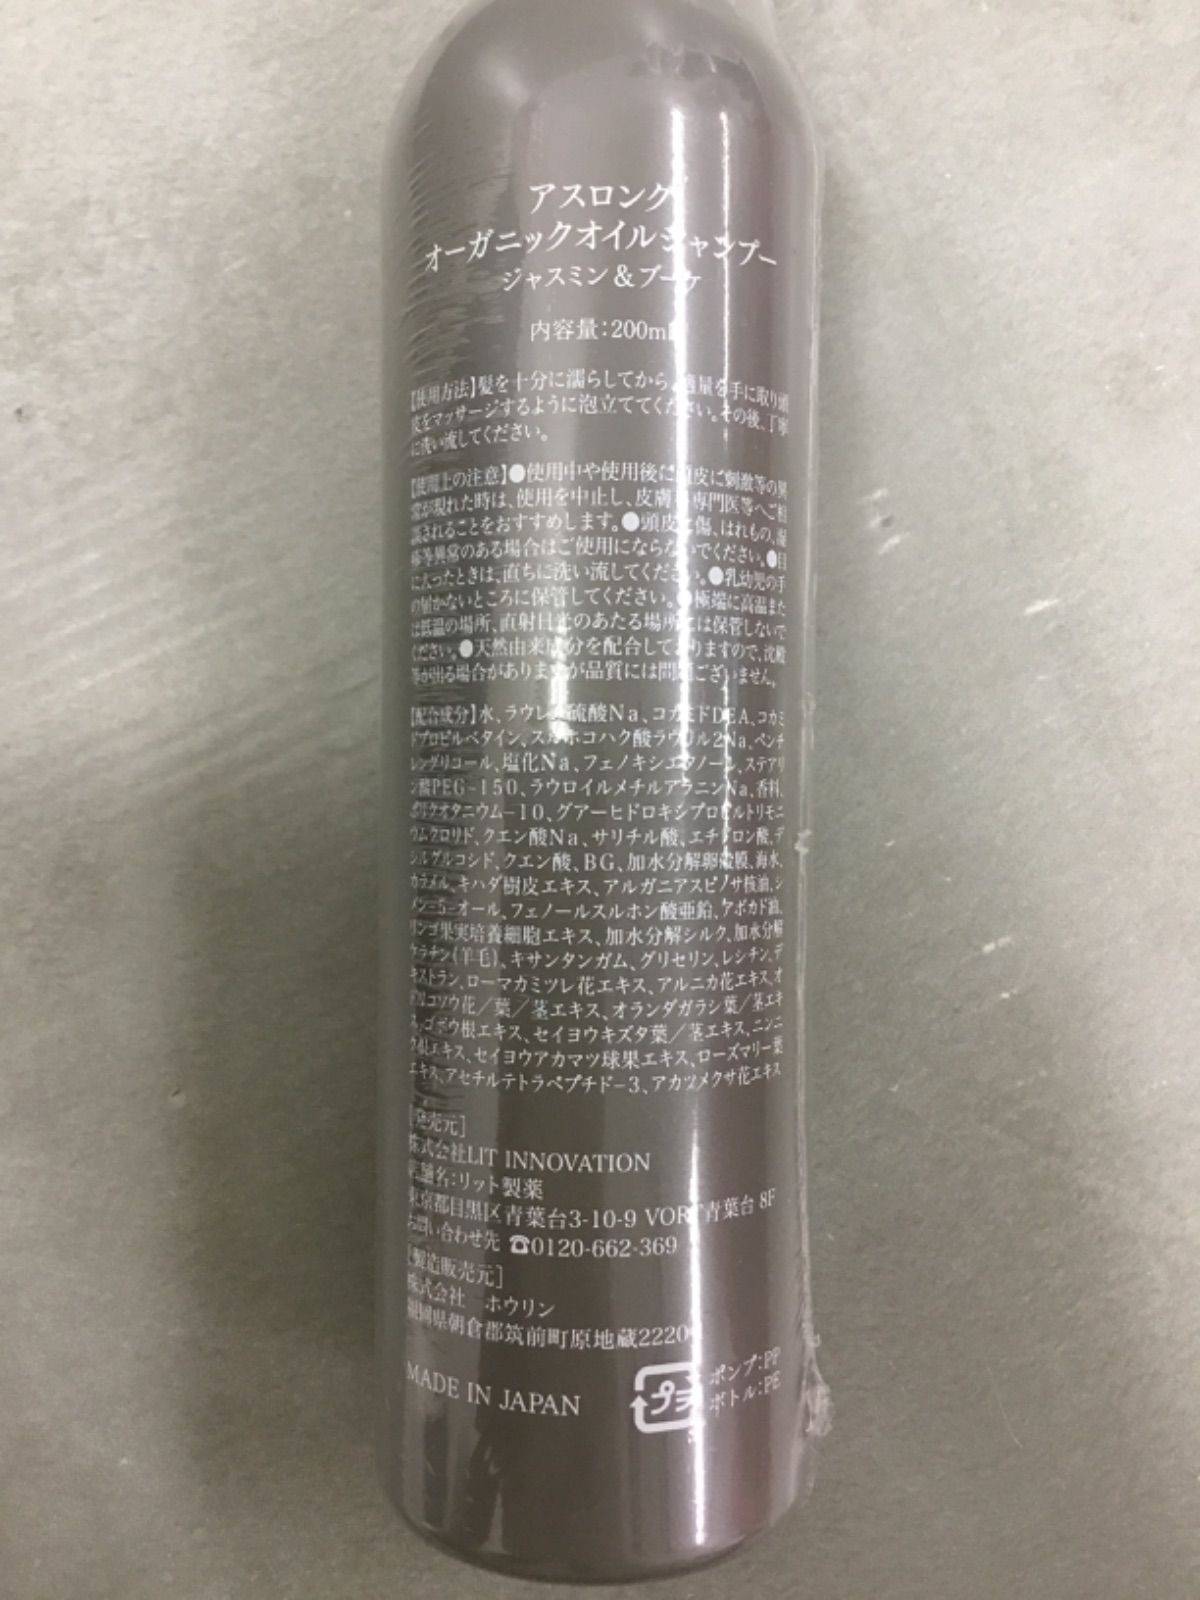 アスロング
オーガニックオイルシャンプー
ジャスミン＆ブーケ
内容量：200mL
【使用方法】髪を十分に濡らしてから、適量を手に取り頭
皮をマッサージするように泡立ててください。その後、丁寧
に洗い流してください。
【使用上の注意】●使用中や使用後に頭皮に刺激等の異
常が現れた時は、使用を中止し、皮膚科専門医等へご相
談されることをおすすめします。●頭皮に傷、はれもの、湿
疹等異常のある場合はご使用にならないでください。●目
に入ったときは、直ちに洗い流してください。●乳幼児の手
の届かないところに保管してください。●極端に高温また
は低温の場所、直射日光のあたる場所には保管しないで
ください。●天然由来成分を配合しておりますので、沈殿
等が出る場合がありますが品質には問題ございません。
【配合成分】水、ラウレス硫酸Na、コカミドDEA、コカミ
ドプロピルベタイン、スルホコハク酸ラウリル2Na、ペンチ
レングリコール、塩化Na、フェノキシエタノール、ステアリ
ン酸PEG-150、ラウロイルメチルアラニンNa、香料、
ポリクオタニウム-10、グアーヒドロキシプロピルトリモニ
ウムクロリド、クエン酸Na、サリチル酸、エチドロン酸、デ
シルグルコシド、クエン酸、BG、加水分解卵殻膜、海水、
カラメル、キハダ樹皮エキス、アルガニアスピノサ核油、シ
メン-5-オール、フェノールスルホン酸亜鉛、アボカド油、
リンゴ果実培養細胞エキス、加水分解シルク、加水分解
ケラチン（羊毛）、キサンタンガム、グリセリン、レシチン、デ
キストラン、ローマカミツレ花エキス、アルニカ花エキス、オ
ドリコソウ花／葉／茎エキス、オランダガラシ葉／茎エキ
ス、ゴボウ根エキス、セイヨウキズタ葉／茎エキス、ニンニ
ク根エキス、セイヨウアカマツ球果エキス、ローズマリー葉
エキス、アセチルテトラペプチド-3、アカツメクサ花エキス
［発売元］
株式会社LIT INNOVATION
店舗名：リット製薬
東京都目黒区青葉台3-10-9 VORT青葉台 8F
お問い合わせ先 ☎0120-662-369
［製造販売元］
株式会社 ホウリン
福岡県朝倉郡筑前町原地蔵2220
MADE IN JAPAN
プラ
ポンプ：PP
ボトル：PE